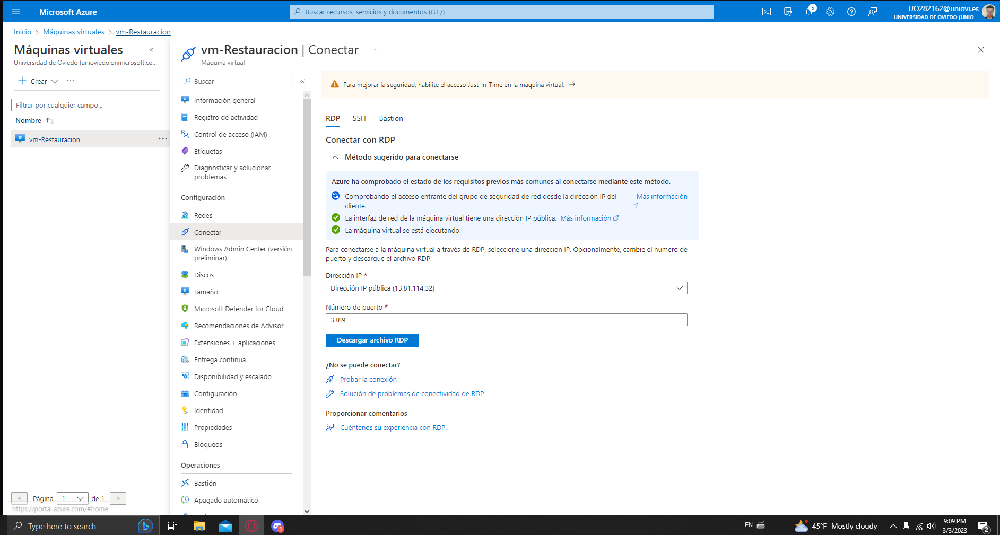 Microsoft Azure
Buscar recursos, servicios y documentos (G+/)
5
UO282162@uniovi.es
UNIVERSIDAD DE OVIEDO (UNIO...
Inicio > Máquinas virtuales > vm-Restauracion
Máquinas virtuales
Universidad de Oviedo (unioviedo.onmicrosoft.co...
Crear
Filtrar por cualquier campo...
Nombre
vm-Restauracion
Página 1 de 1
https://portal.azure.com/#home
vm-Restauracion | Conectar
Máquina virtual
Buscar
Información general
Registro de actividad
Control de acceso (IAM)
Etiquetas
Diagnosticar y solucionar
problemas
Configuración
Redes
Conectar
Windows Admin Center (versión
preliminar)
Discos
Tamaño
Microsoft Defender for Cloud
Recomendaciones de Advisor
Extensiones + aplicaciones
Entrega continua
Disponibilidad y escalado
Configuración
Identidad
Propiedades
Bloqueos
Operaciones
Bastión
Apagado automático
Para mejorar la seguridad, habilite el acceso Just-In-Time en la máquina virtual.
RDP SSH Bastion
Conectar con RDP
Método sugerido para conectarse
Azure ha comprobado el estado de los requisitos previos más comunes al conectarse mediante este método.
Comprobando el acceso entrante del grupo de seguridad de red desde la dirección IP del Más información
cliente.
La interfaz de red de la máquina virtual tiene una dirección IP pública. Más información
La máquina virtual se está ejecutando.
Para conectarse a la máquina virtual a través de RDP, seleccione una dirección IP. Opcionalmente, cambie el número de
puerto y descargue el archivo RDP.
Dirección IP *
Dirección IP pública (13.81.114.32)
Número de puerto *
3389
Descargar archivo RDP
¿No se puede conectar?
Probar la conexión
Solución de problemas de conectividad de RDP
Proporcionar comentarios
Cuéntenos su experiencia con RDP.
Type here to search
1
EN
45°F Mostly cloudy
9:09 PM
3/3/2023
2